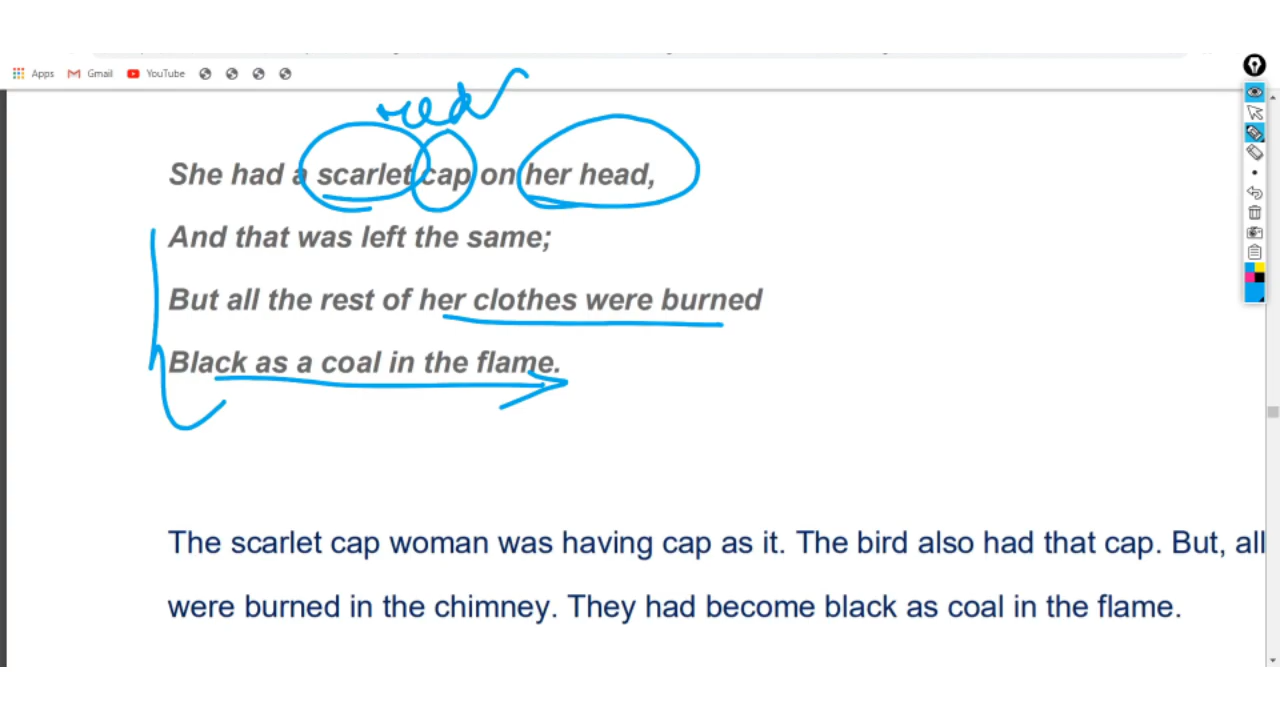 Apps Gmail YouTube
red
She had a scarlet cap on her head,
And that was left the same;
But all the rest of her clothes were burned
Black as a coal in the flame.
The scarlet cap woman was having cap as it. The bird also had that cap. But, all
were burned in the chimney. They had become black as coal in the flame.